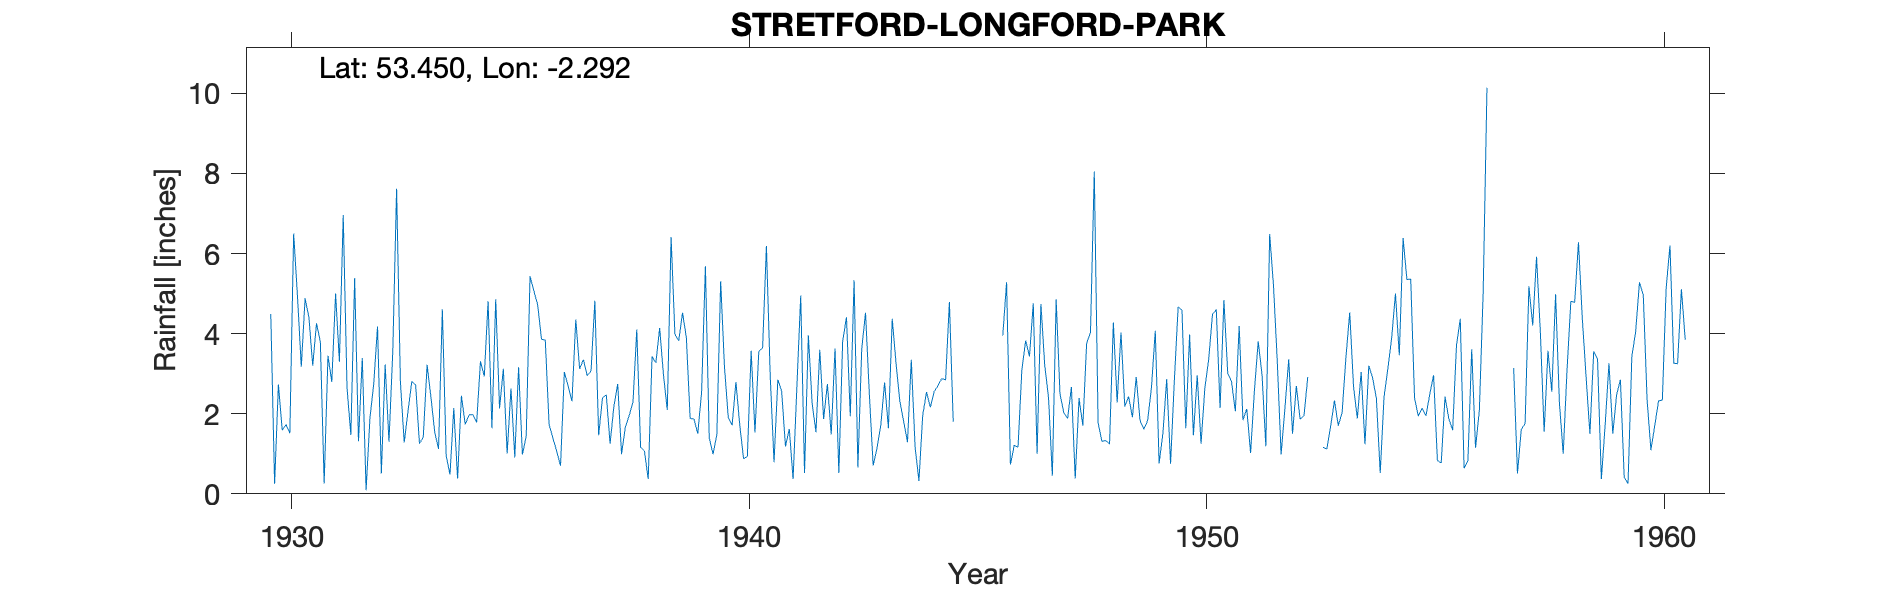 STRETFORD-LONGFORD-PARK
Lat: 53.450, Lon: -2.292
10
8
6
4
2
0
Rainfall [inches]
1930 1940 1950 1960
Year